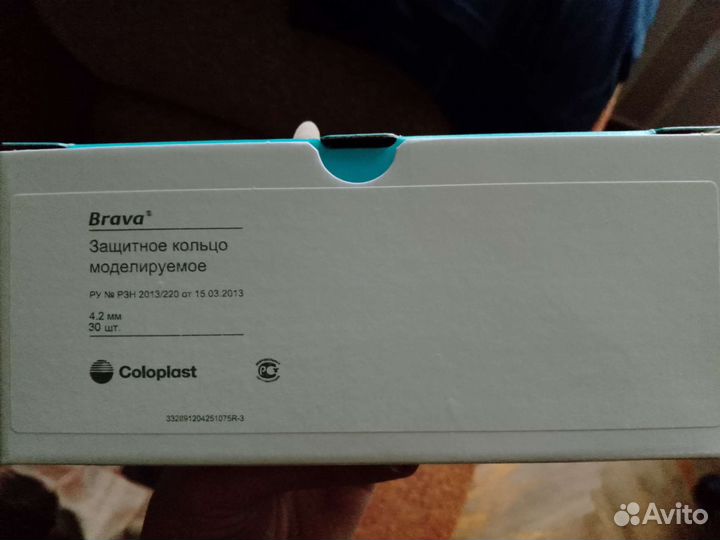 Brava®
Защитное кольцо
моделируемое
РУ № РЗН 2013/220 от 15.03.2013
4.2 мм
30 шт.
Coloplast
332891204251075R-3
Avito